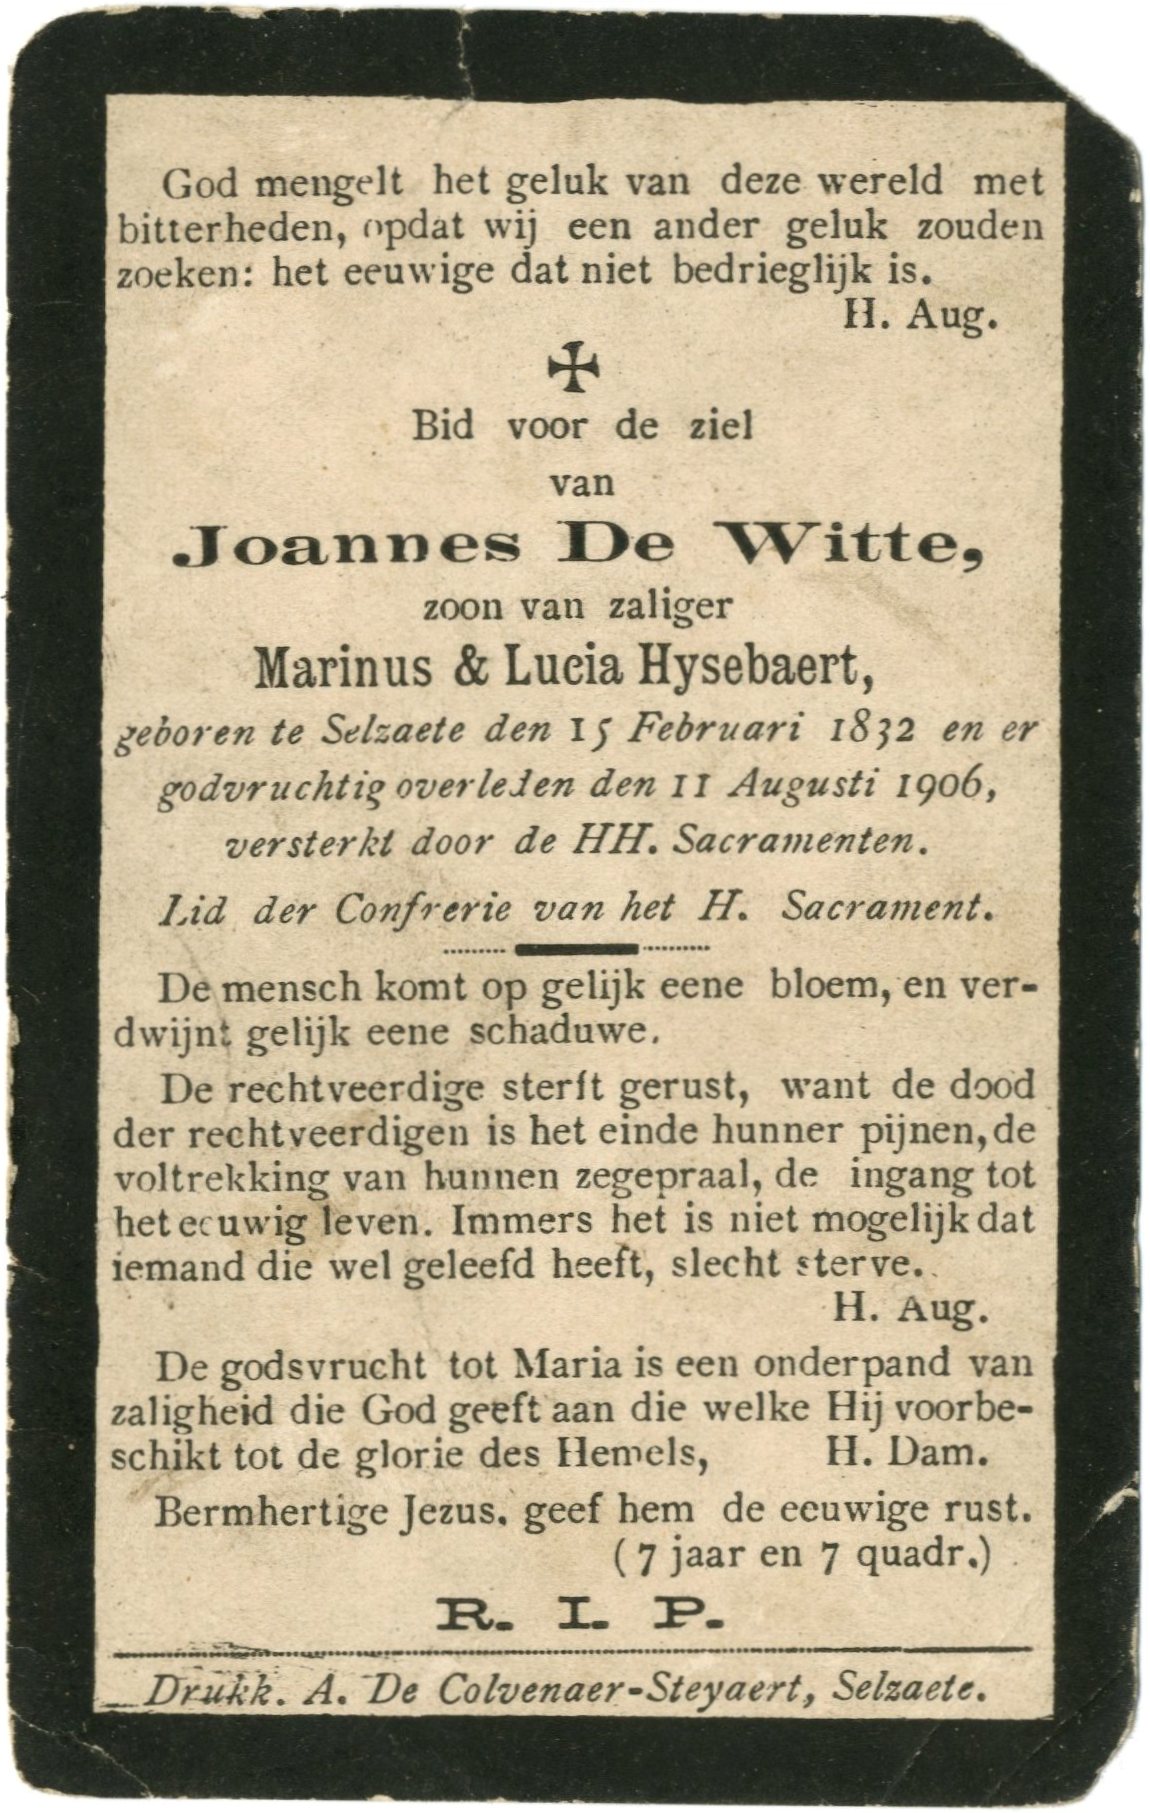 God mengelt het geluk van deze wereld met
bitterheden, opdat wij een ander geluk zouden
zoeken: het eeuwige dat niet bedrieglijk is.
H. Aug.
✠
Bid voor de ziel
van
Joannes De Witte,
zoon van zaliger
Marinus & Lucia Hysebaert,
geboren te Selzaete den 15 Februari 1832 en er
godvruchtig overleden den 11 Augusti 1906,
versterkt door de HH. Sacramenten.
Lid der Confrerie van het H. Sacrament.
De mensch komt op gelijk eene bloem, en ver-
dwijnt gelijk eene schaduwe.
De rechtveerdige sterft gerust, want de dood
der rechtveerdigen is het einde hunner pijnen, de
voltrekking van hunnen zegepraal, de ingang tot
het eeuwig leven. Immers het is niet mogelijk dat
iemand die wel geleefd heeft, slecht sterve.
H. Aug.
De godsvrucht tot Maria is een onderpand van
zaligheid die God geeft aan die welke Hij voorbe-
schikt tot de glorie des Hemels, H. Dam.
Bermhertige Jezus. geef hem de eeuwige rust.
(7 jaar en 7 quadr.)
R. I. P.
Drukk. A. De Colvenaer-Steyaert, Selzaete.